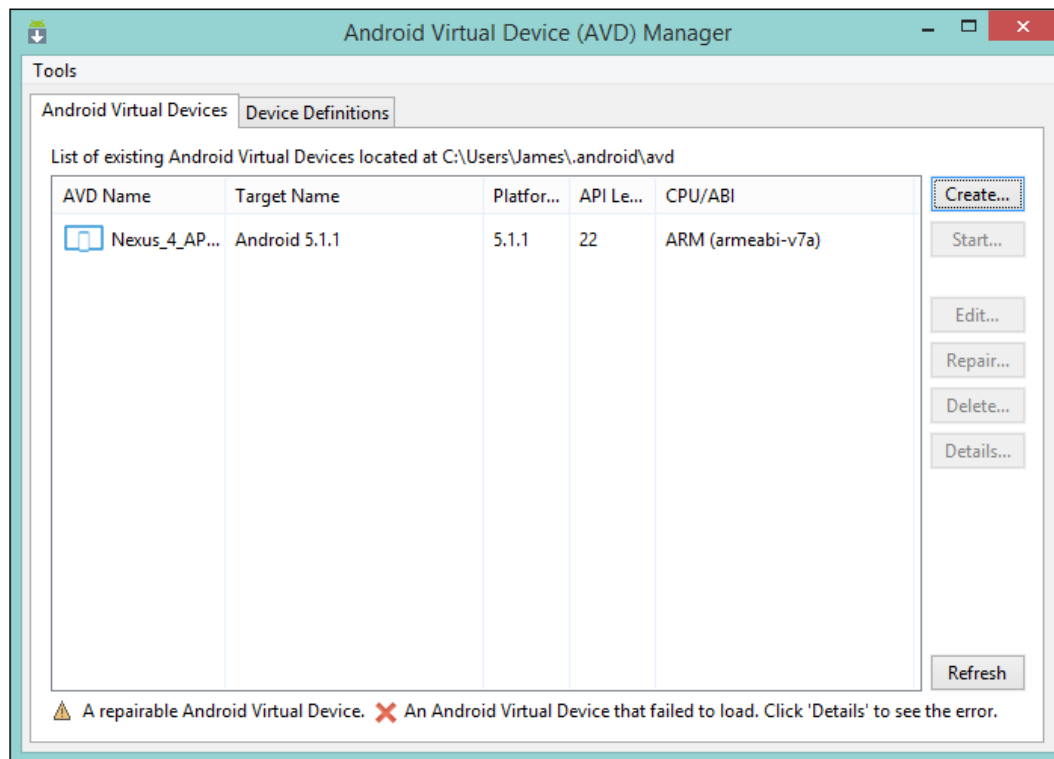 Android Virtual Device (AVD) Manager
Tools
Android Virtual Devices Device Definitions
List of existing Android Virtual Devices located at C:\Users\James\.android\avd
AVD Name Target Name Platfor... API Le... CPU/ABI
Nexus_4_AP... Android 5.1.1 5.1.1 22 ARM (armeabi-v7a)
Create...
Start...
Edit...
Repair...
Delete...
Details...
Refresh
A repairable Android Virtual Device. An Android Virtual Device that failed to load. Click 'Details' to see the error.